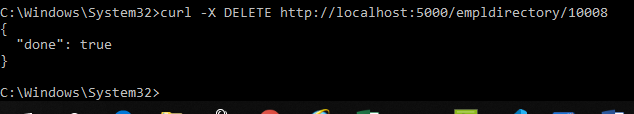 C:\Windows\System32>curl -X DELETE http://localhost:5000/empldirectory/10008
{
  "done": true
}
C:\Windows\System32>